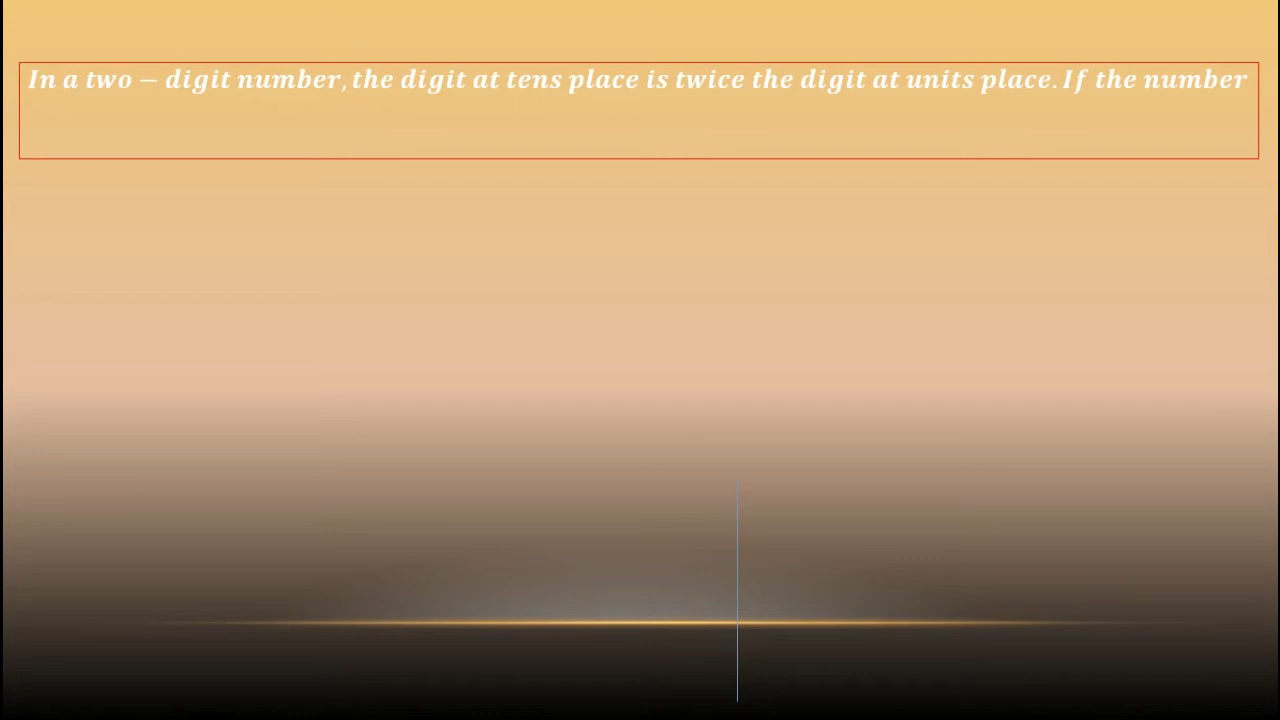 In a two – digit number, the digit at tens place is twice the digit at units place. If the number